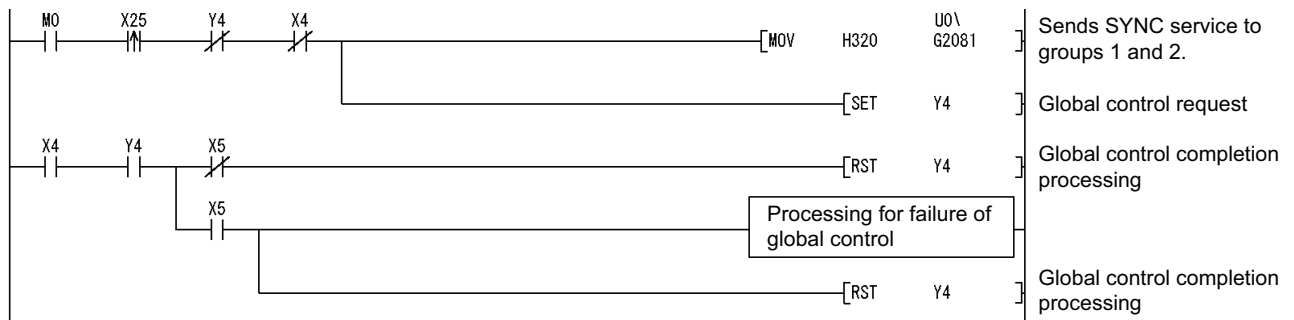 M0 X25 Y4 X4
[MOV H320 U0\ G2081 ]
Sends SYNC service to
groups 1 and 2.
[SET Y4 ]
Global control request
X4 Y4 X5
[RST Y4 ]
Global control completion
processing
X5
Processing for failure of
global control
[RST Y4 ]
Global control completion
processing